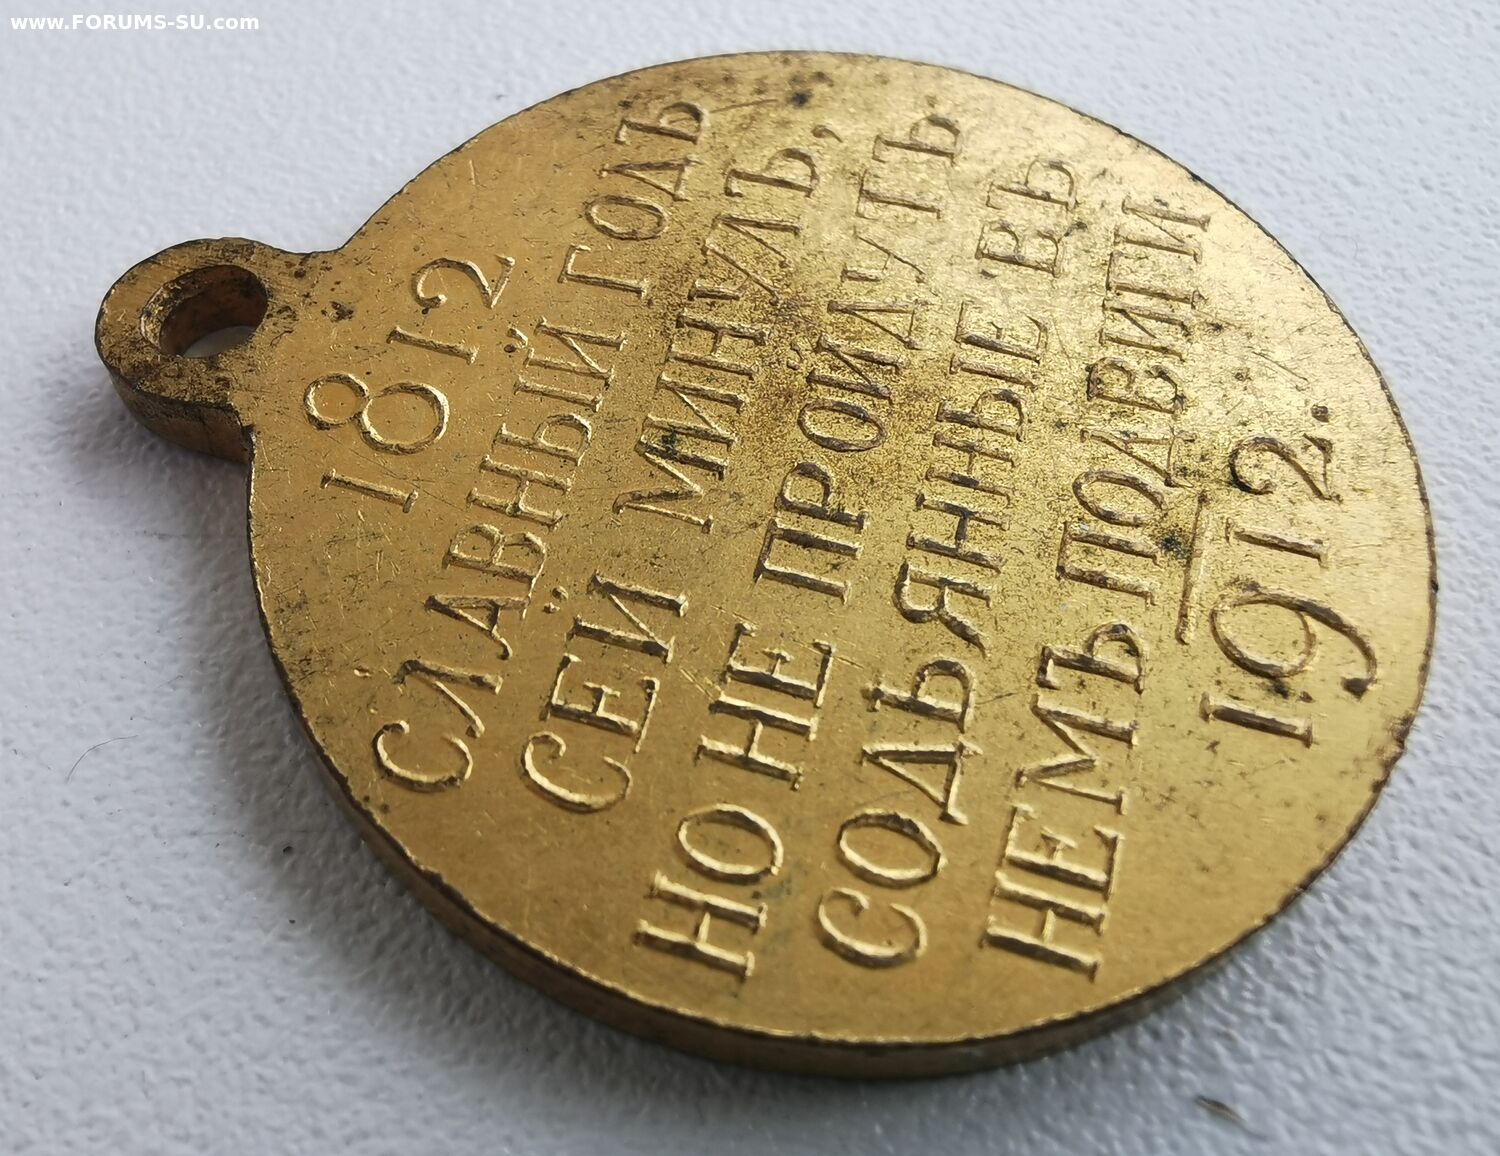 www.FORUMS-SU.com
1812
СЛАВНЫЙ ГОДЪ
СЕЙ МИНУЛЪ,
НО НЕ ПРОЙДУТЪ
СОДѢЯННЫЕ ВЪ
НЕМЪ ПОДВИГИ
1912.